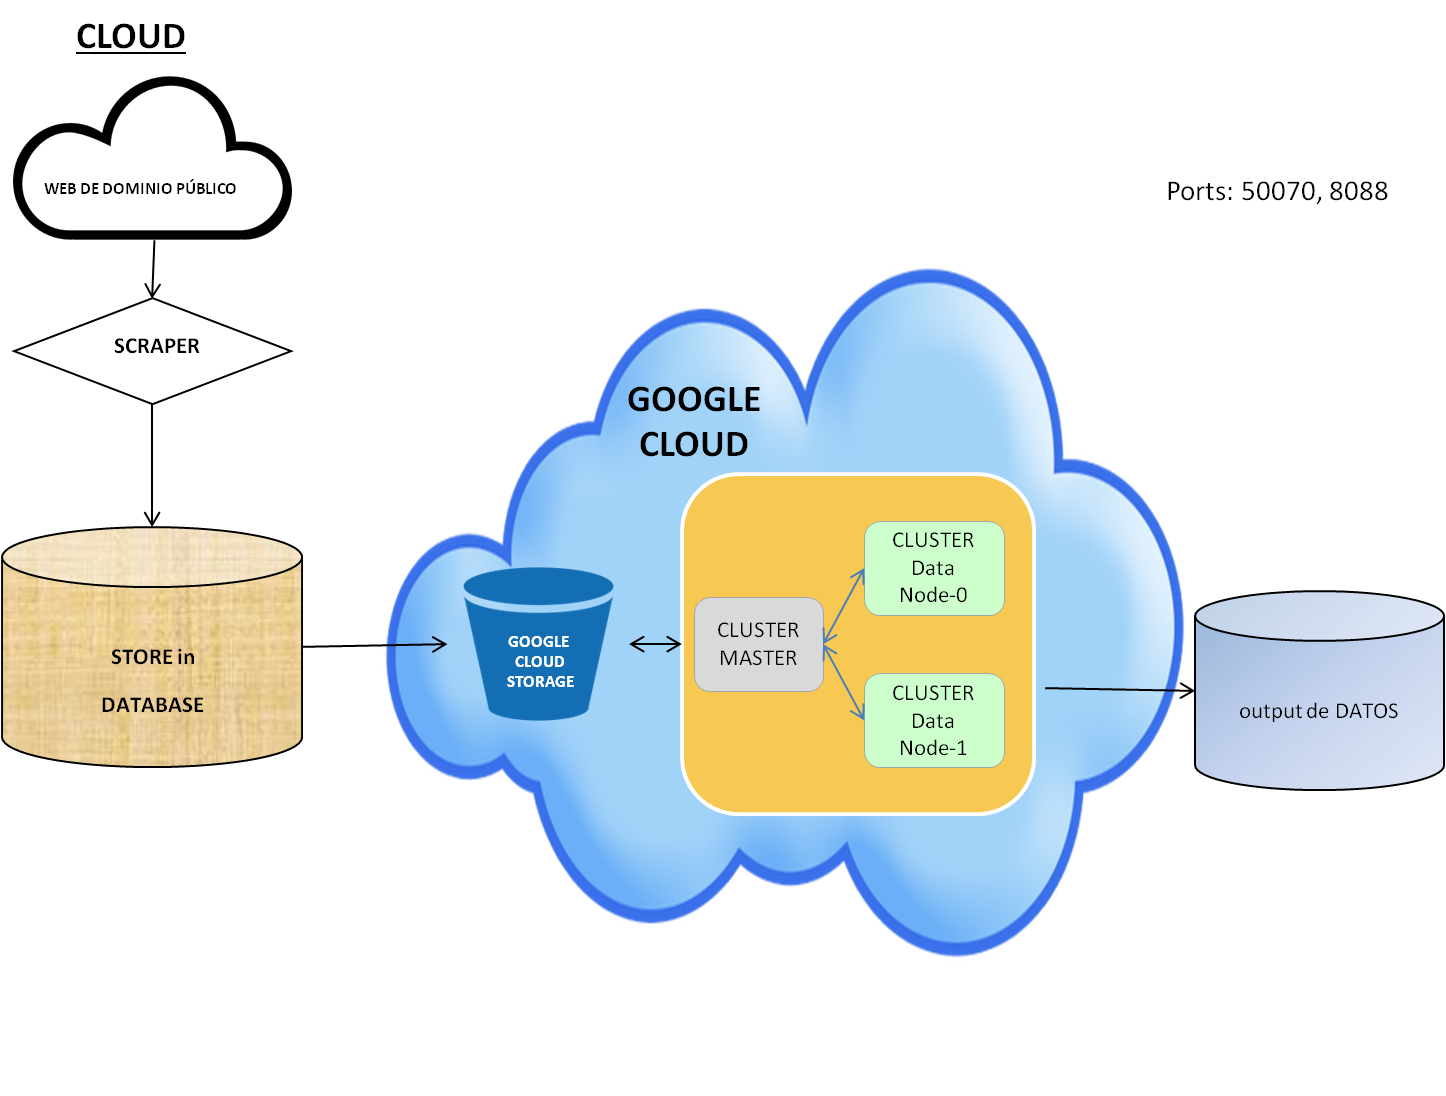 CLOUD
WEB DE DOMINIO PÚBLICO
Ports: 50070, 8088
SCRAPER
GOOGLE
CLOUD
STORE in
DATABASE
GOOGLE
CLOUD
STORAGE
CLUSTER
MASTER
CLUSTER
Data
Node-0
CLUSTER
Data
Node-1
output de DATOS